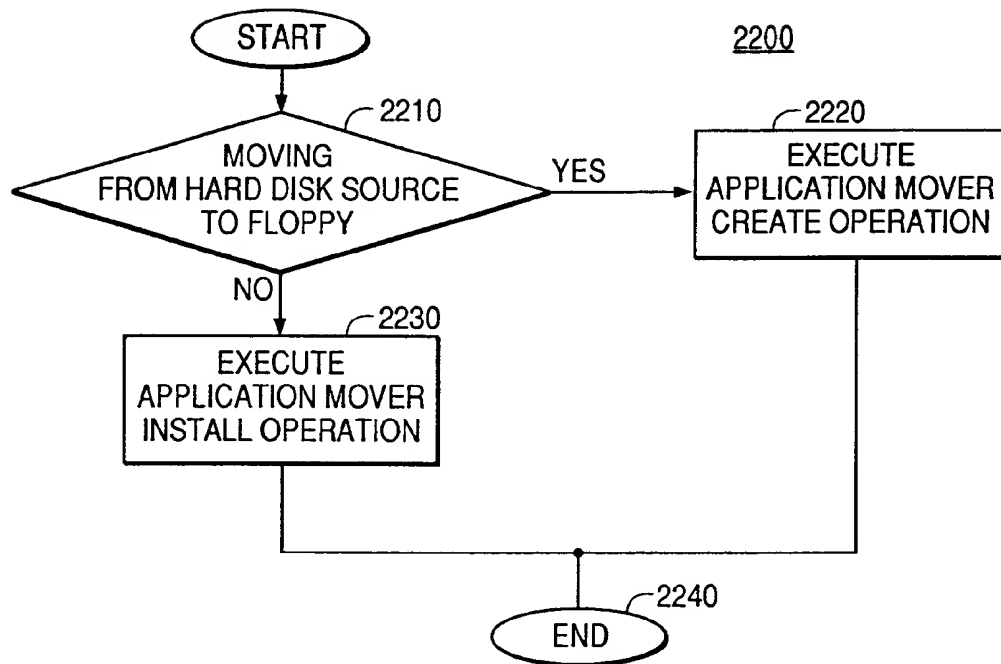 START
2200
2210
MOVING
FROM HARD DISK SOURCE
TO FLOPPY
YES
2220
EXECUTE
APPLICATION MOVER
CREATE OPERATION
NO
2230
EXECUTE
APPLICATION MOVER
INSTALL OPERATION
2240
END